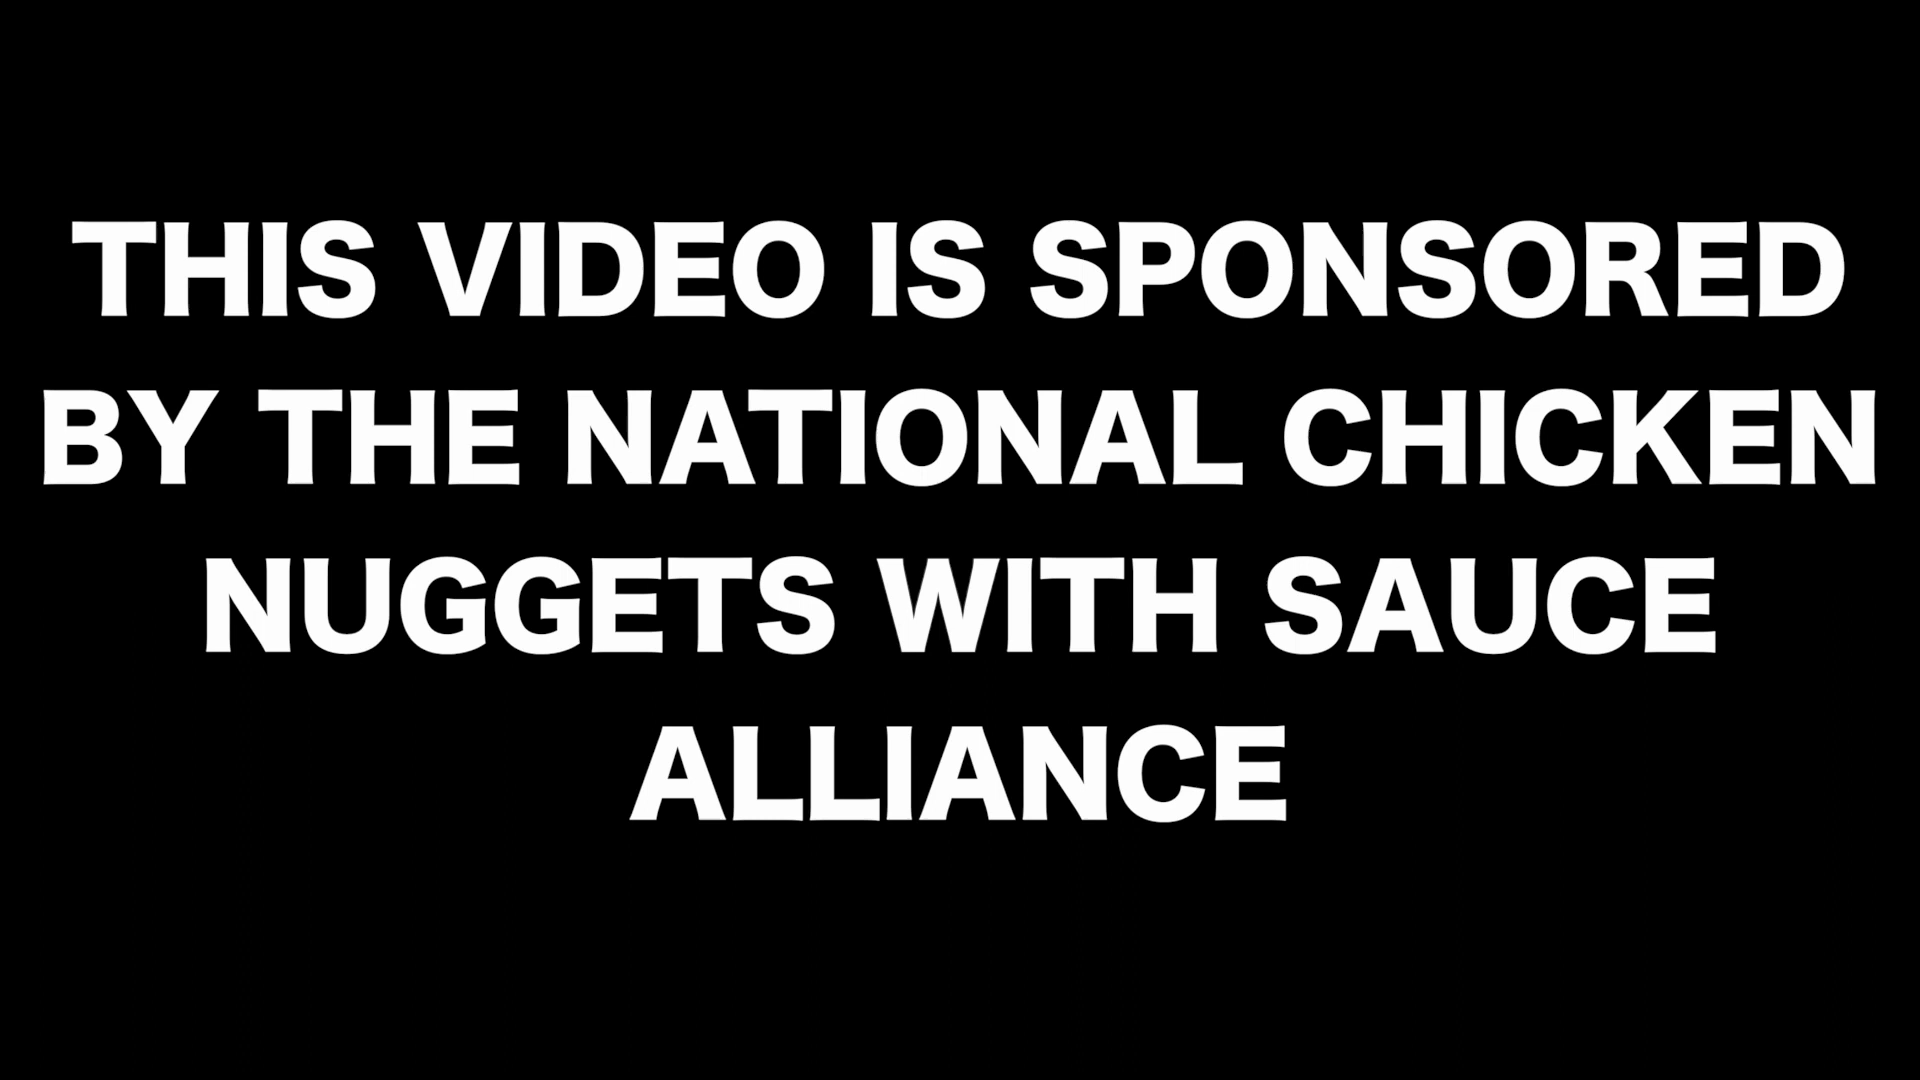 THIS VIDEO IS SPONSORED
BY THE NATIONAL CHICKEN
NUGGETS WITH SAUCE
ALLIANCE